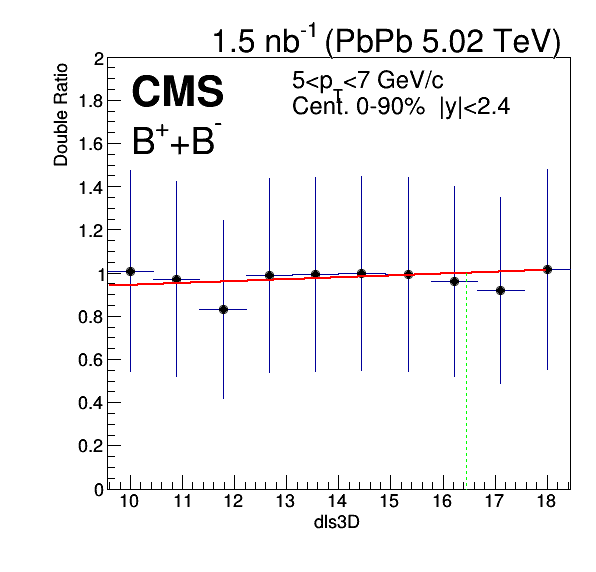 1.5 nb-1 (PbPb 5.02 TeV)
CMS
5<pT<7 GeV/c
Cent. 0-90% |y|<2.4
B++B-
Double Ratio
2
1.8
1.6
1.4
1.2
1
0.8
0.6
0.4
0.2
0
10 11 12 13 14 15 16 17 18
dls3D